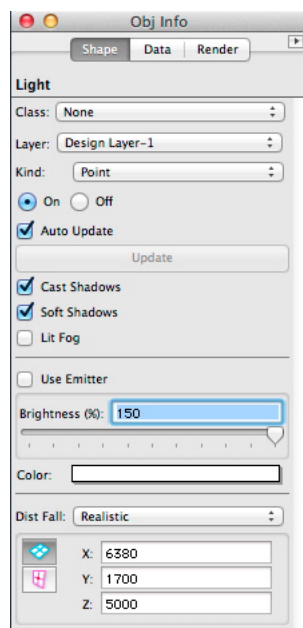 Obj Info
Shape Data Render
Light
Class: None
Layer: Design Layer-1
Kind: Point
On Off
Auto Update
Update
Cast Shadows
Soft Shadows
Lit Fog
Use Emitter
Brightness (%): 150
Color:
Dist Fall: Realistic
X: 6380
Y: 1700
Z: 5000